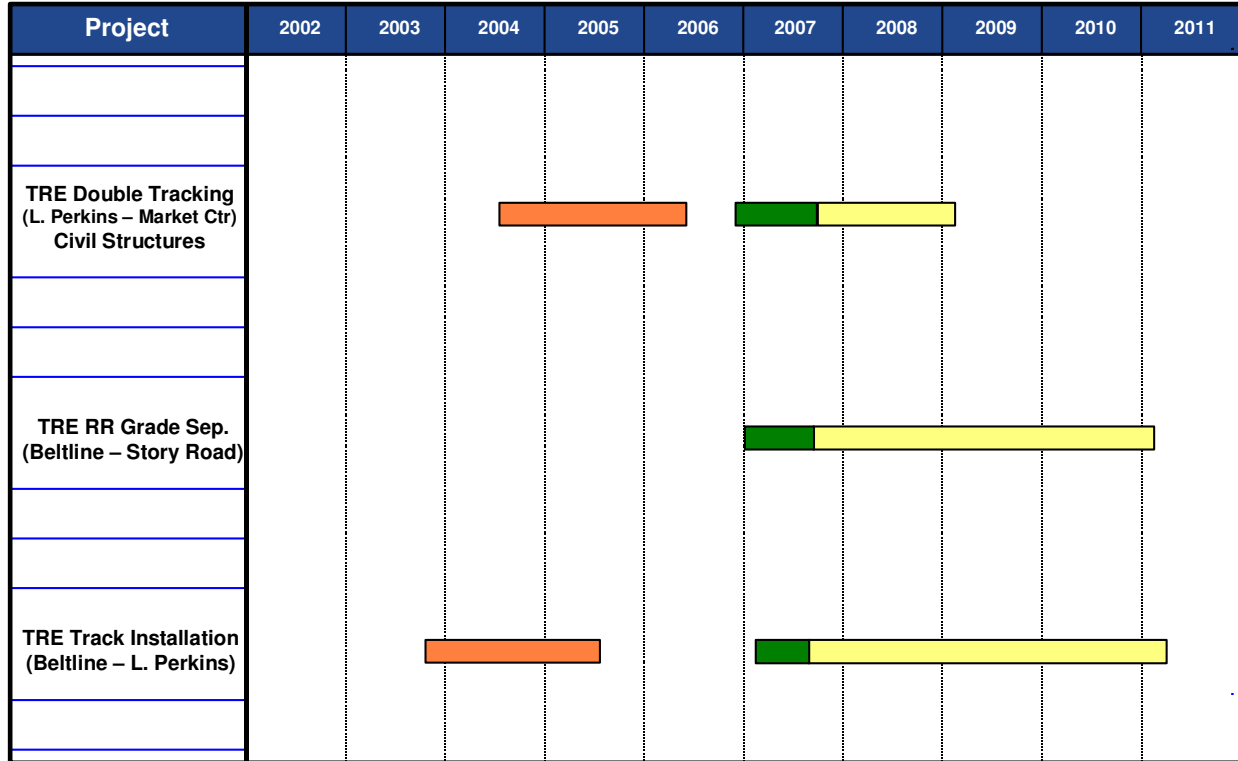 Project 2002 2003 2004 2005 2006 2007 2008 2009 2010 2011
TRE Double Tracking
(L. Perkins – Market Ctr)
Civil Structures
TRE RR Grade Sep.
(Beltline – Story Road)
TRE Track Installation
(Beltline – L. Perkins)